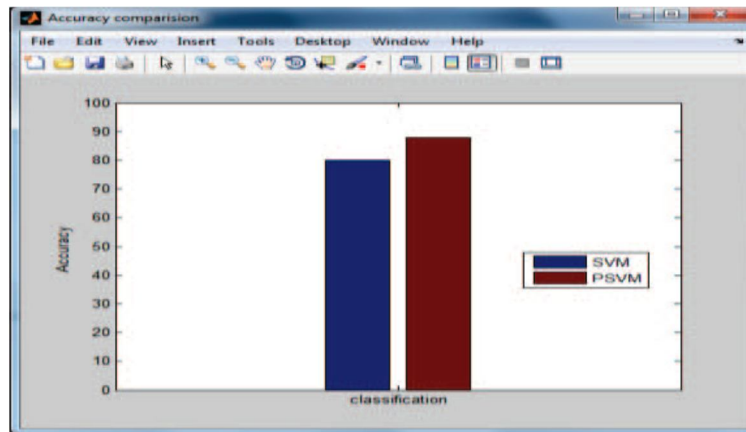 Accuracy comparision
File Edit View Insert Tools Desktop Window Help
100
90
80
70
60
50
40
30
20
10
0
Accuracy
SVM
PSVM
classification